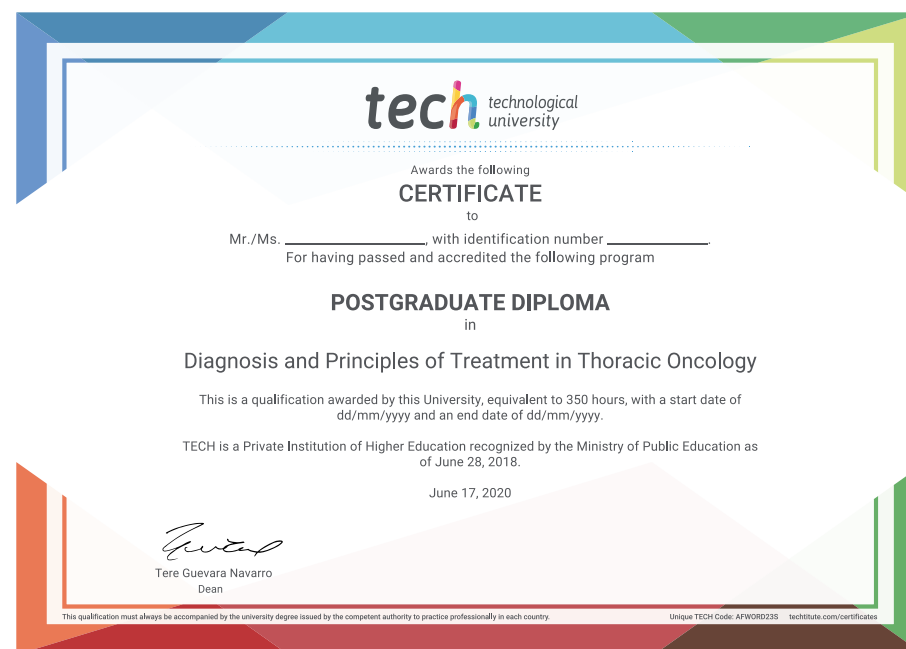 tech technological
university
Awards the following
CERTIFICATE
to
Mr./Ms. ____________, with identification number ____________.
For having passed and accredited the following program
POSTGRADUATE DIPLOMA
in
Diagnosis and Principles of Treatment in Thoracic Oncology
This is a qualification awarded by this University, equivalent to 350 hours, with a start date of
dd/mm/yyyy and an end date of dd/mm/yyyy.
TECH is a Private Institution of Higher Education recognized by the Ministry of Public Education as
of June 28, 2018.
June 17, 2020
Tere Guevara Navarro
Dean
This qualification must always be accompanied by the university degree issued by the competent authority to practice professionally in each country.
Unique TECH Code: AFWORD23S techtitute.com/certificates